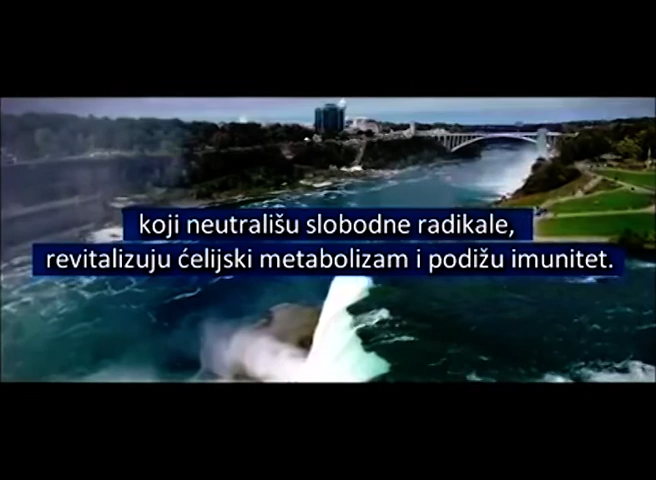 koji neutrališu slobodne radikale,
revitalizuju ćelijski metabolizam i podižu imunitet.